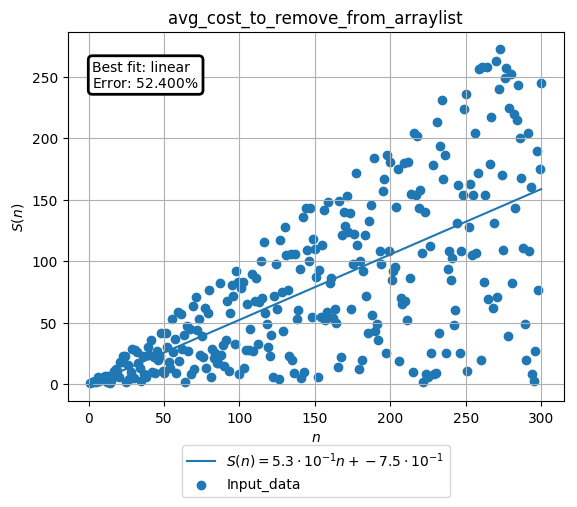 avg_cost_to_remove_from_arraylist
Best fit: linear
Error: 52.400%
S(n)
250
200
150
100
50
0
0 50 100 150 200 250 300
n
S(n) = 5.3 · 10⁻¹n + −7.5 · 10⁻¹
Input_data